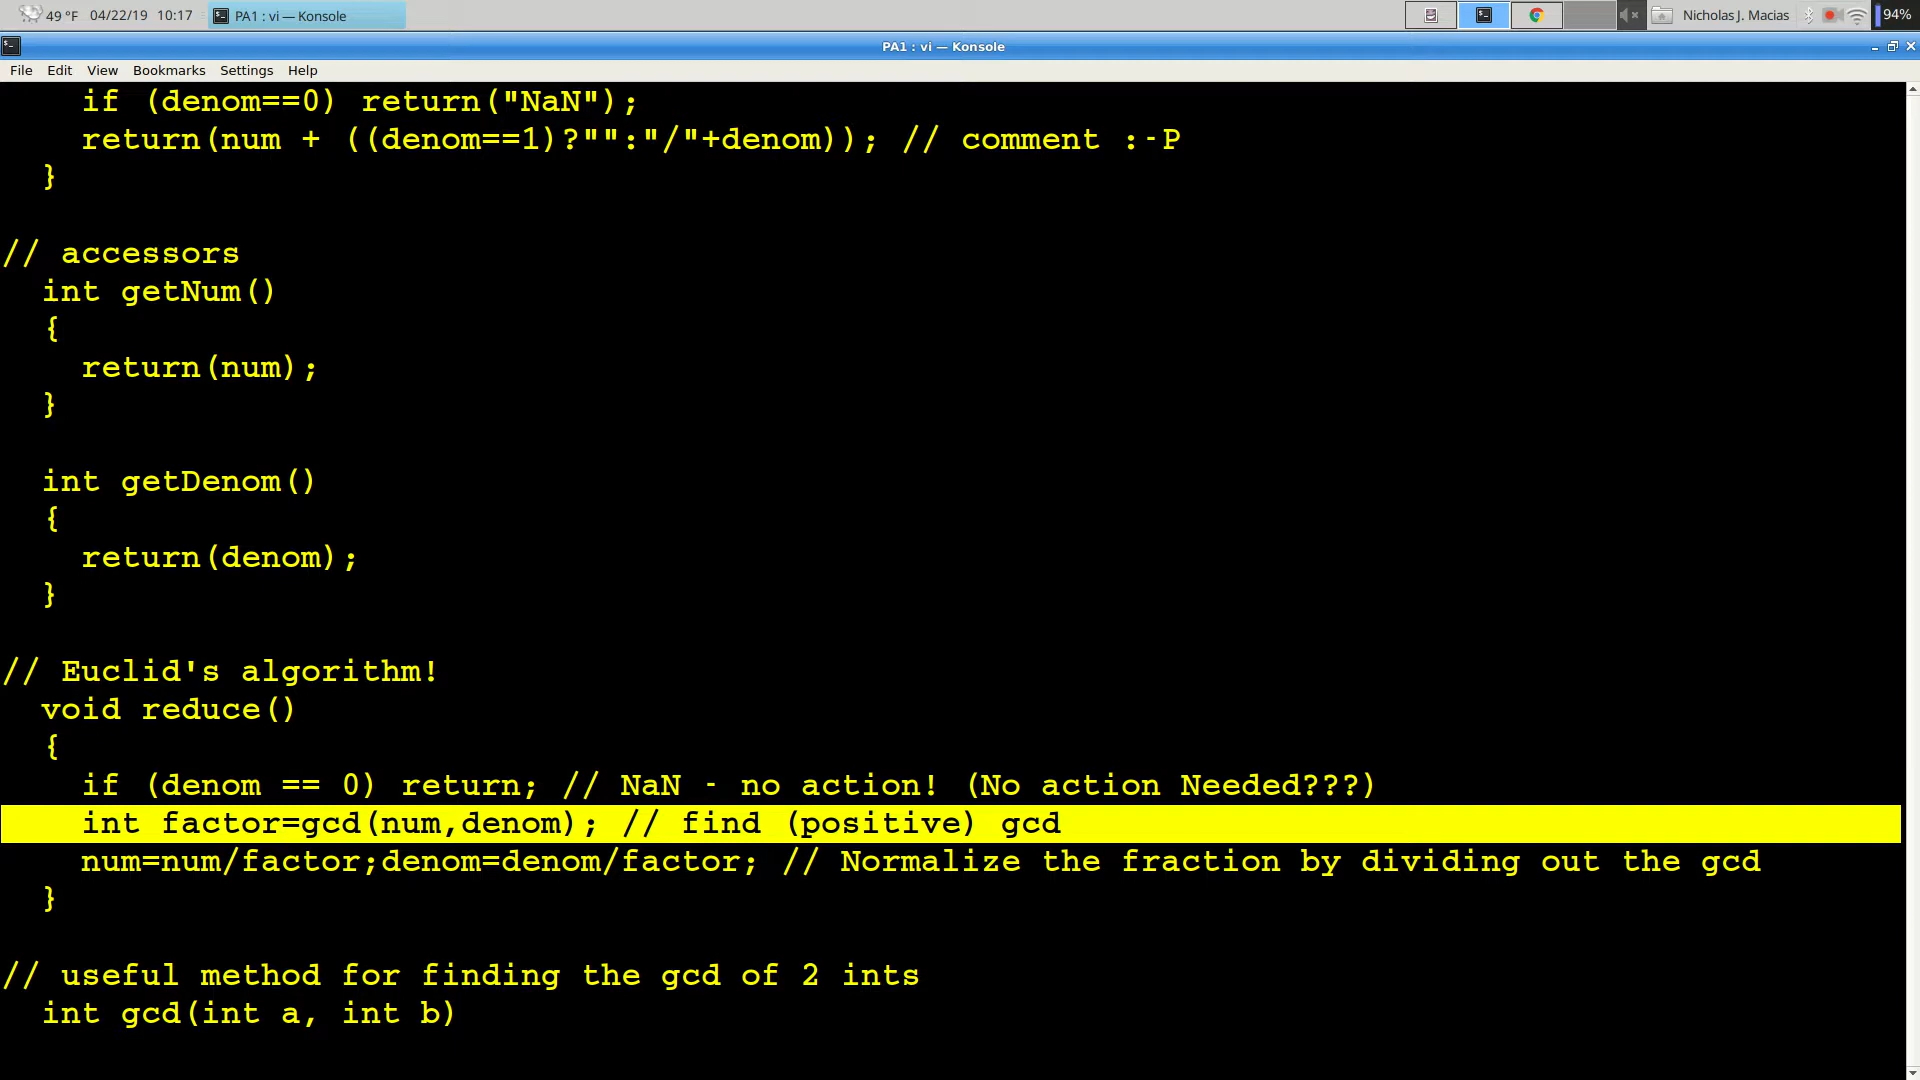 49 °F 04/22/19 10:17 PA1 : vi — Konsole Nicholas J. Macias 94%
PA1 : vi — Konsole
File Edit View Bookmarks Settings Help
if (denom==0) return("NaN");
return(num + ((denom==1)?"":"/"+denom)); // comment :-P
}
// accessors
int getNum()
{
return(num);
}
int getDenom()
{
return(denom);
}
// Euclid's algorithm!
void reduce()
{
if (denom == 0) return; // NaN - no action! (No action Needed???)
int factor=gcd(num,denom); // find (positive) gcd
num=num/factor;denom=denom/factor; // Normalize the fraction by dividing out the gcd
}
// useful method for finding the gcd of 2 ints
int gcd(int a, int b)